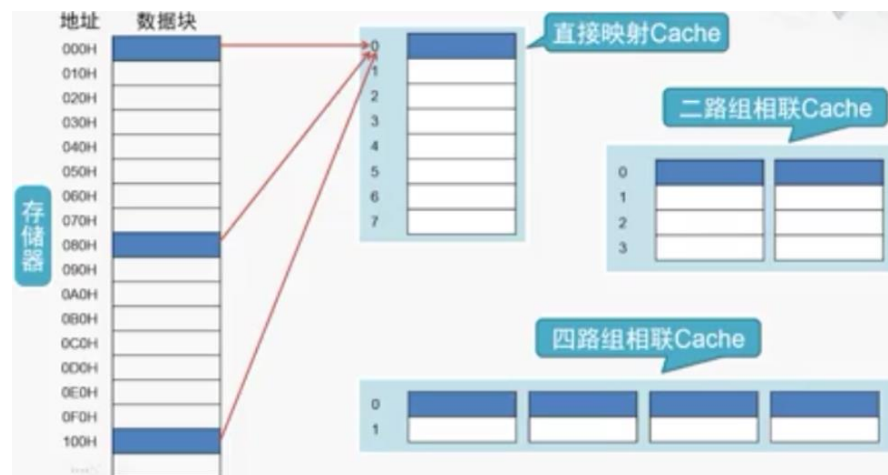 地址 数据块
000H
010H
020H
030H
040H
050H
060H
070H
080H
090H
0A0H
0B0H
0C0H
0D0H
0E0H
0F0H
100H
存储器
直接映射Cache
0
1
2
3
4
5
6
7
二路组相联Cache
0
1
2
3
四路组相联Cache
0
1